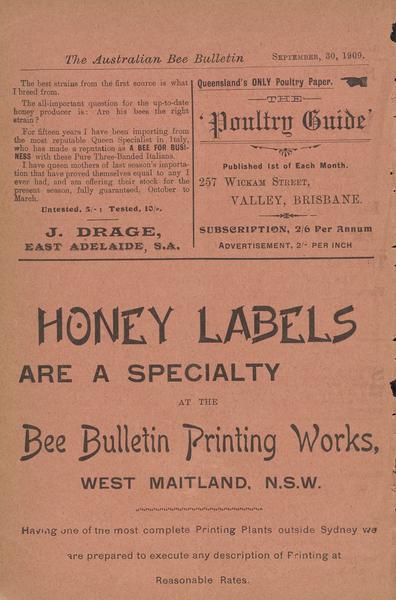 The Australian Bee Bulletin SEPTEMBER, 30, 1909.
The best strains from the first source is what
I breed from.
The all-important question for the up-to-date
honey producer is: Are his bees the right
strain?
For fifteen years I have been importing from
the most reputable Queen Specialist in Italy,
who has made a reputation as A BEE FOR BUSI-
NESS with these Pure Three-Banded Italians.
I have queen mothers of last season's importa-
tion that have proved themselves equal to any I
ever had, and am offering their stock for the
present season, fully guaranteed, October to
March.
Untested, 5/-; Tested, 10/-.
J. DRAGE,
EAST ADELAIDE, S.A.
Queensland's ONLY Poultry Paper.
THE
'Poultry Guide'
Published 1st of Each Month.
257 WICKAM STREET,
VALLEY, BRISBANE.
SUBSCRIPTION, 2/6 Per Annum
ADVERTISEMENT, 2/- PER INCH
HONEY LABELS
ARE A SPECIALTY
AT THE
Bee Bulletin Printing Works,
WEST MAITLAND, N.S.W.
Having one of the most complete Printing Plants outside Sydney we
are prepared to execute any description of Printing at
Reasonable Rates.